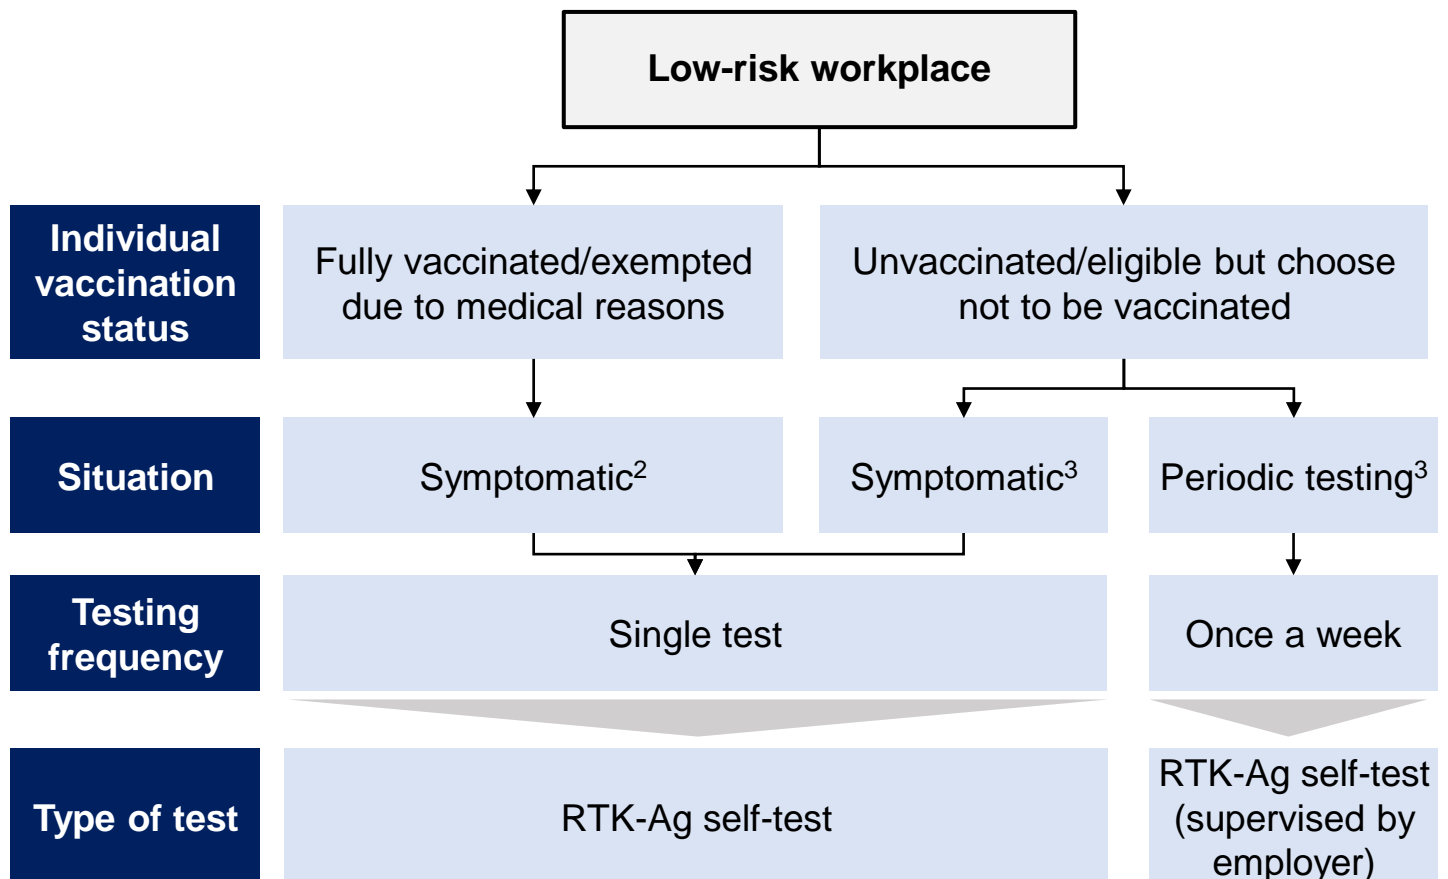 Low-risk workplace
Individual
vaccination
status
Fully vaccinated/exempted
due to medical reasons
Unvaccinated/eligible but choose
not to be vaccinated
Situation
Symptomatic²
Symptomatic³
Periodic testing³
Testing
frequency
Single test
Once a week
Type of test
RTK-Ag self-test
RTK-Ag self-test
(supervised by
employer)